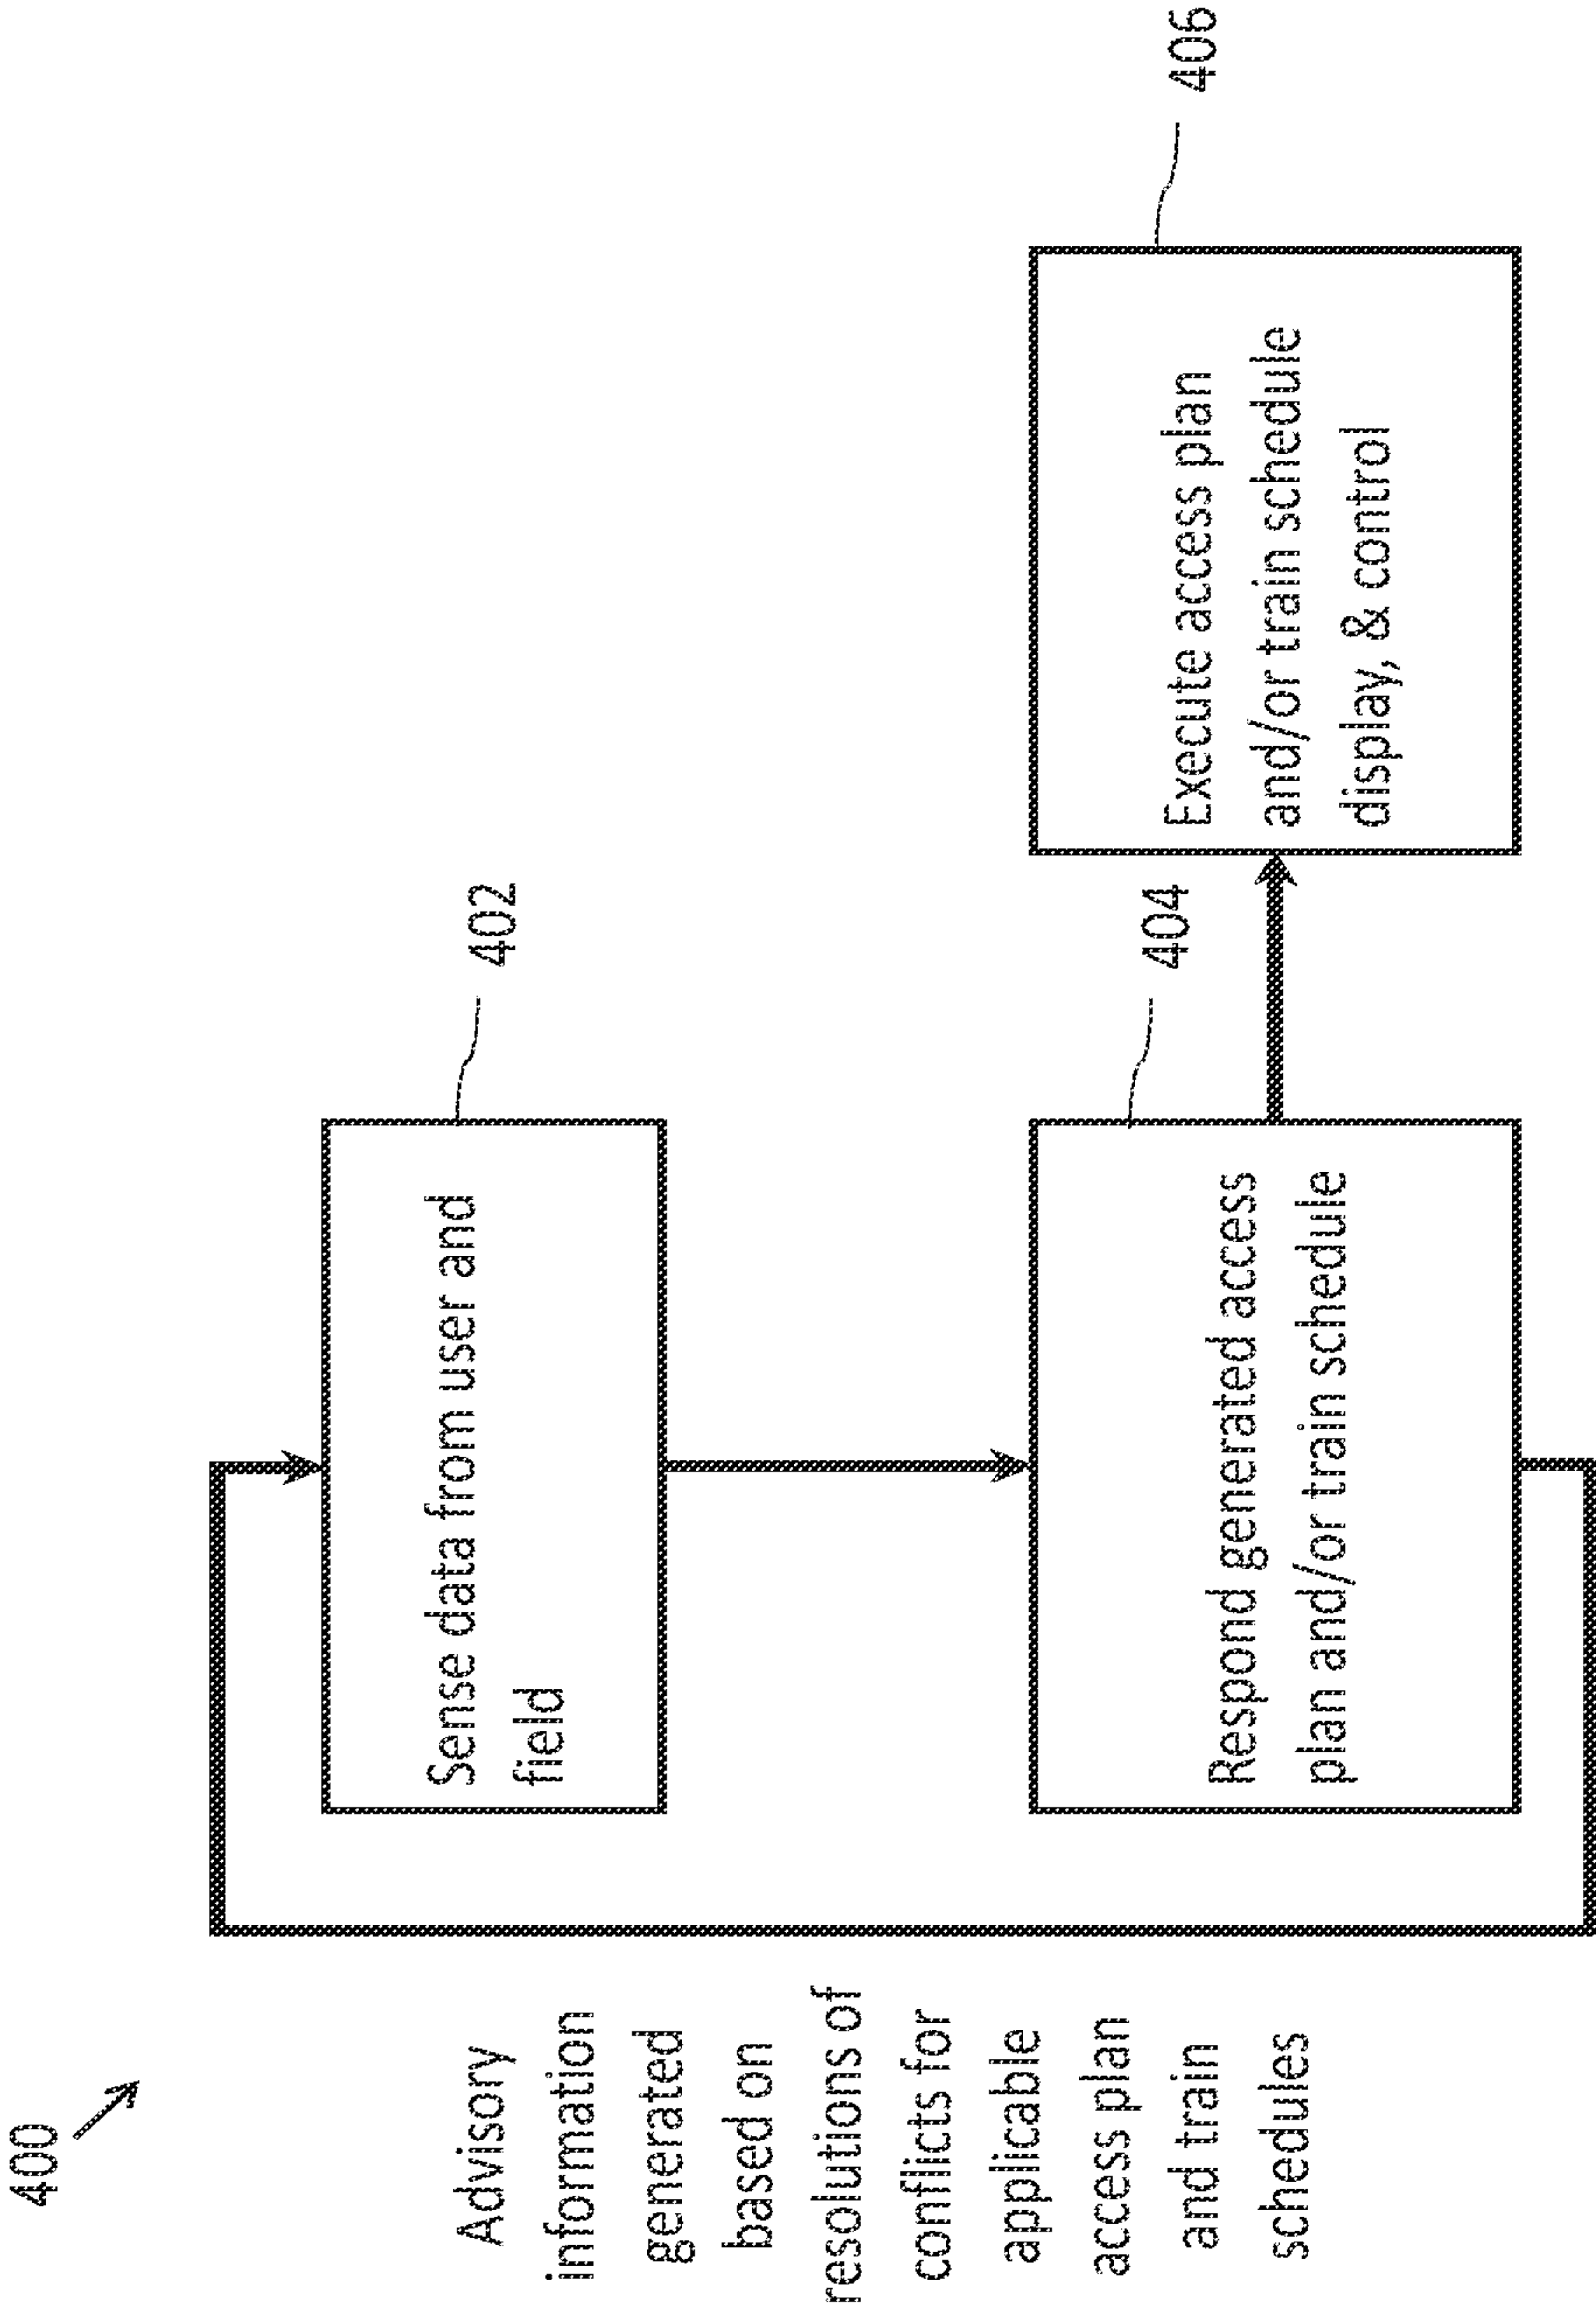 400
Advisory
information
generated
based on
resolutions of
conflicts for
applicable
access plan
and train
schedules
Sense data from user and
field
402
Respond generated access
plan and/or train schedule
404
Execute access plan
and/or train schedule
display, & control
406